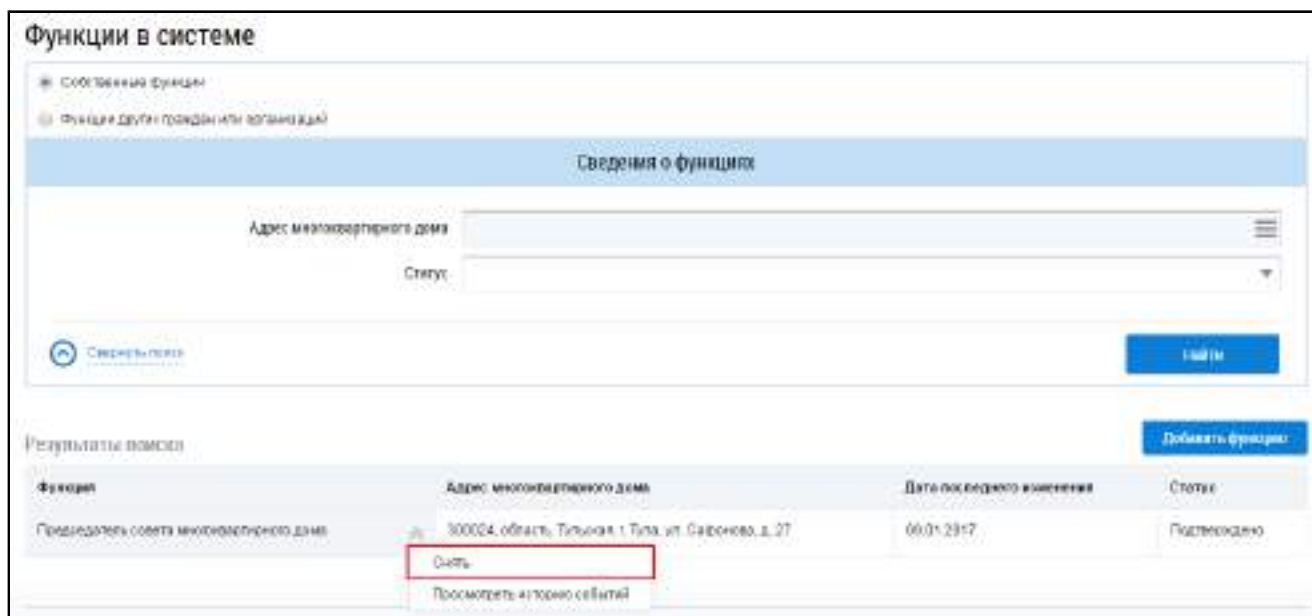 Функции в системе
Собственные функции
Функции других граждан или организаций
Сведения о функциях
Адрес многоквартирного дома
Статус
Свернуть поиск
Найти
Результаты поиска
Добавить функцию
Функция Адрес многоквартирного дома Дата последнего изменения Статус
Председатель совета многоквартирного дома 300024, область, Тульская, г. Тула, ул. Сафонова, д. 27 .01.2017 Подтверждено
Снять
Просмотреть историю событий